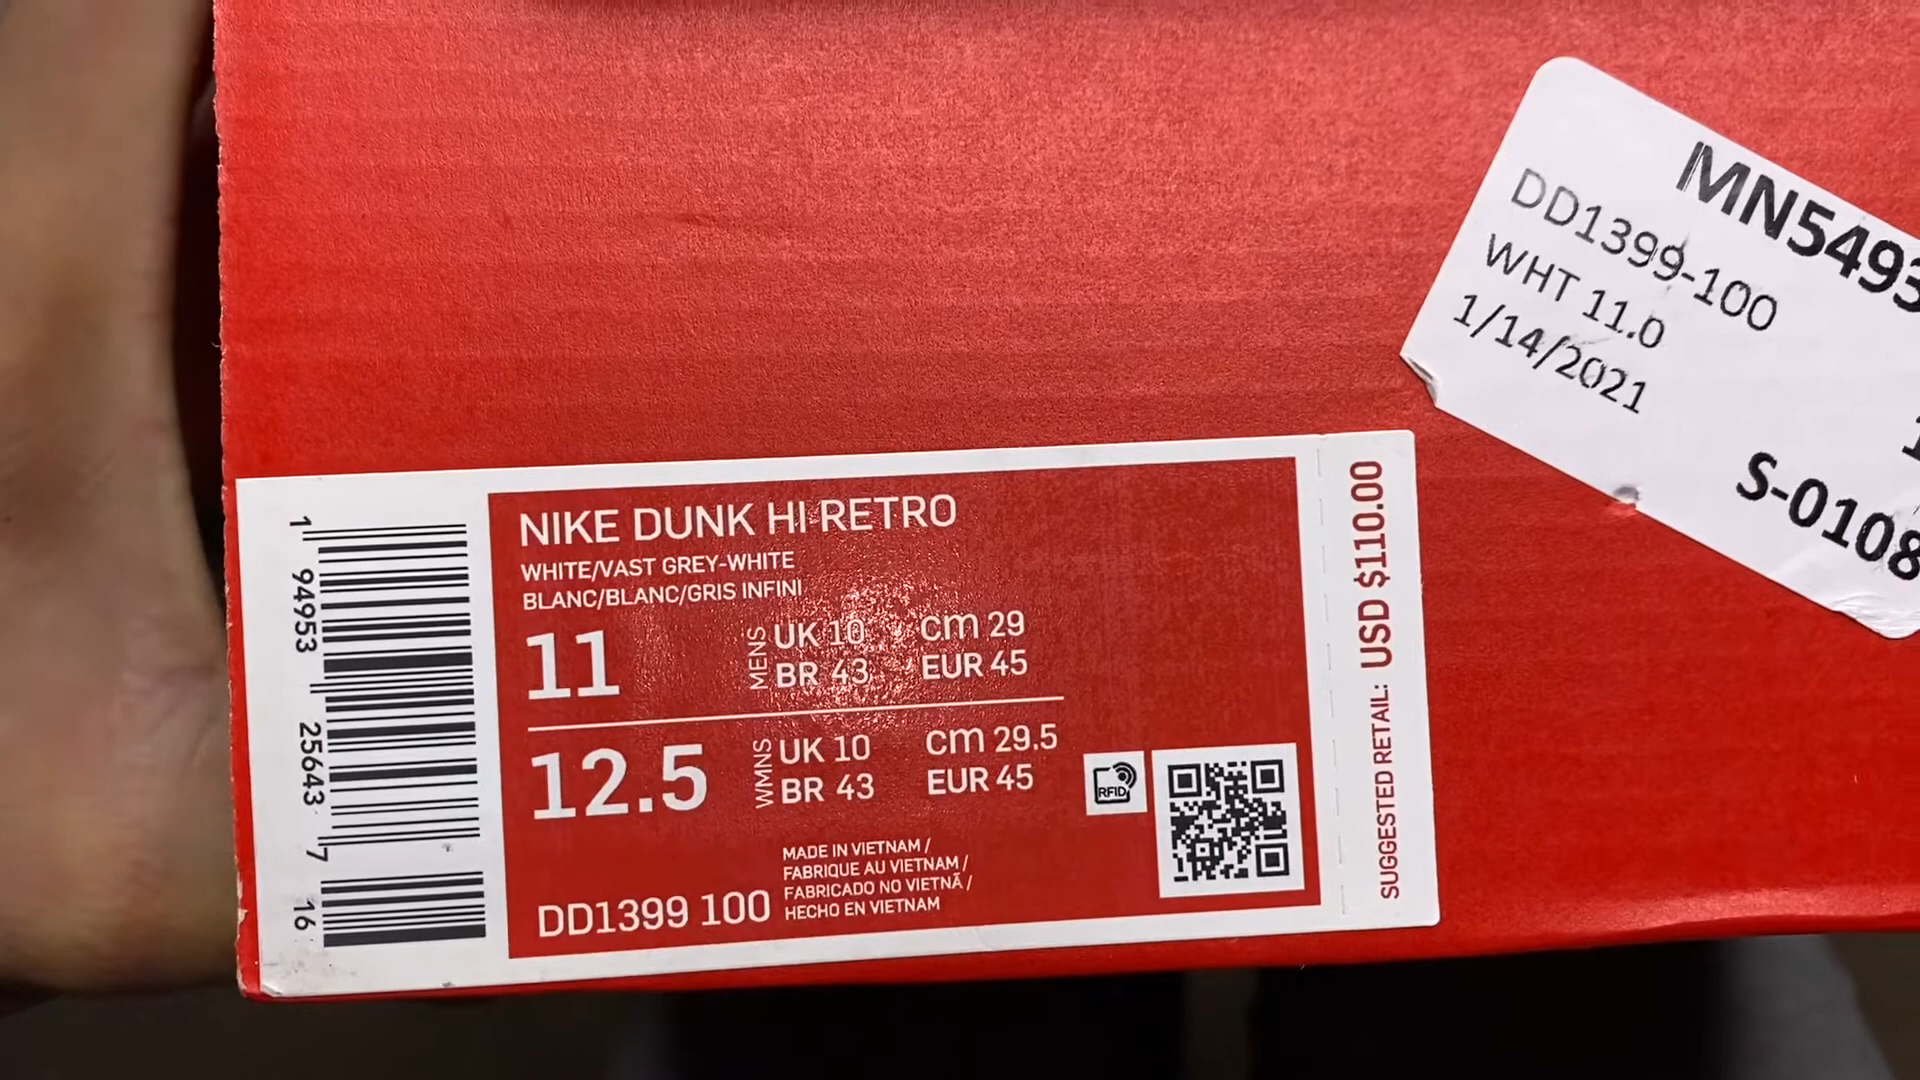 MN5493
DD1399-100
WHT 11.0
1/14/2021
S-0108
1 94953 25643 7 16
NIKE DUNK HI RETRO
WHITE/VAST GREY-WHITE
BLANC/BLANC/GRIS INFINI
11
MENS
UK 10 cm 29
BR 43 EUR 45
12.5
WMNS
UK 10 cm 29.5
BR 43 EUR 45
RFID
MADE IN VIETNAM /
FABRIQUE AU VIETNAM /
FABRICADO NO VIETNÃ /
HECHO EN VIETNAM
DD1399 100
SUGGESTED RETAIL: USD $110.00